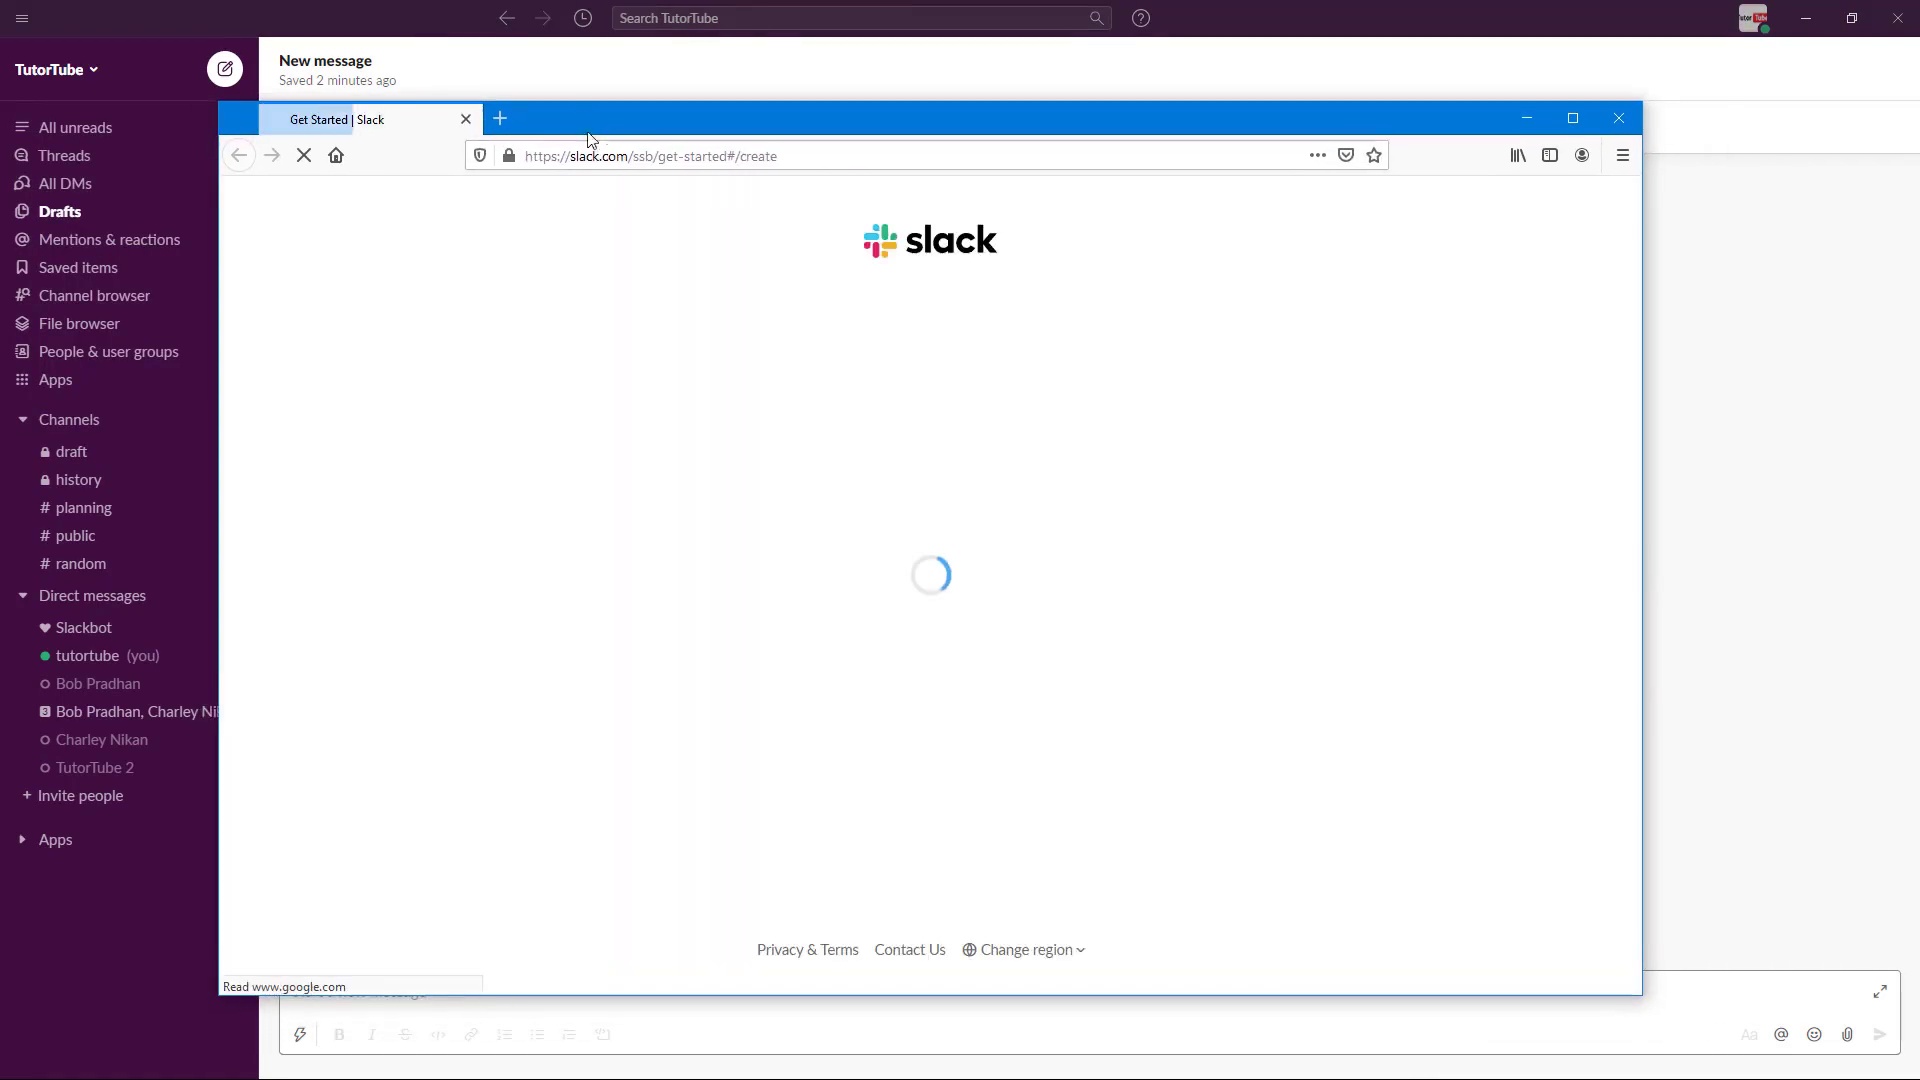 Search TutorTube
TutorTube
New message
Saved 2 minutes ago
All unreads
Threads
All DMs
Drafts
Mentions & reactions
Saved items
Channel browser
File browser
People & user groups
Apps
Channels
draft
history
# planning
# public
# random
Direct messages
Slackbot
tutortube (you)
Bob Pradhan
3 Bob Pradhan, Charley Ni
Charley Nikan
TutorTube 2
+ Invite people
Apps
Get Started | Slack
https://slack.com/ssb/get-started#/create
slack
Privacy & Terms Contact Us Change region
Read www.google.com
B I S
Aa @